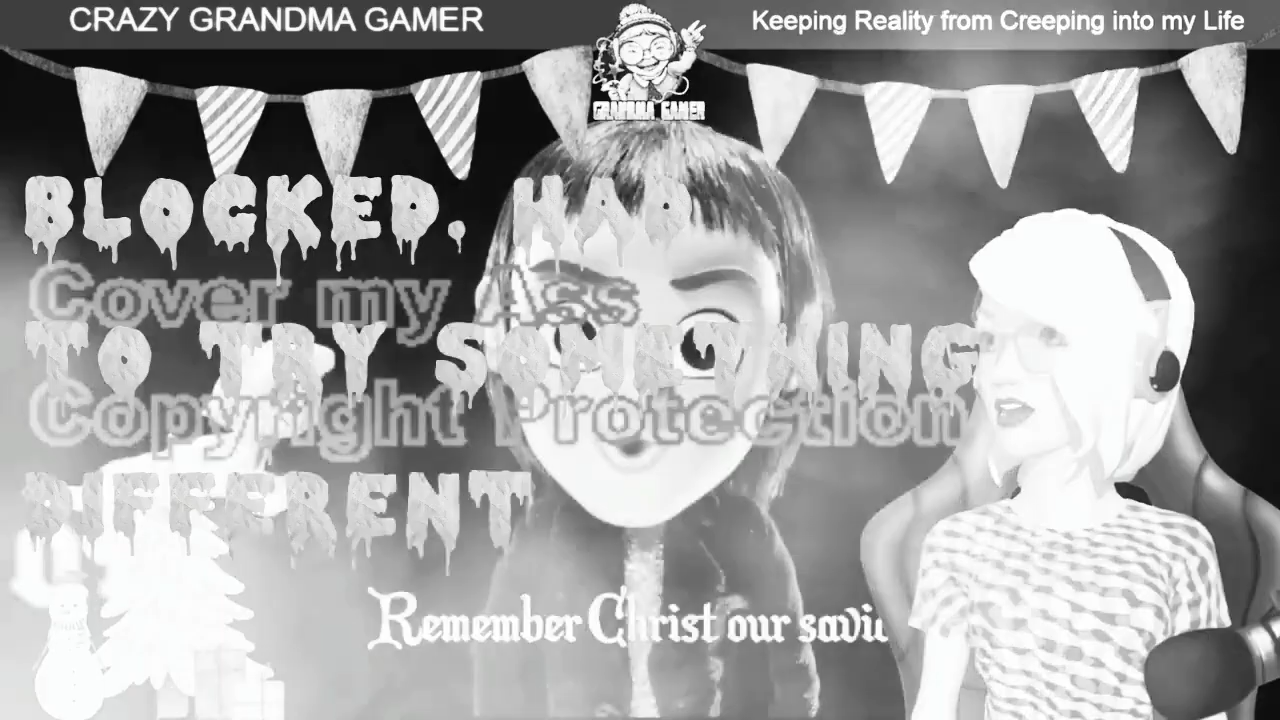 CRAZY GRANDMA GAMER
Keeping Reality from Creeping into my Life
GRANDMA GAMER
BLOCKED. HAD
Cover my Ass
TO TRY SOMETHING
Copyright Protection
DIFFERENT
Remember Christ our savio